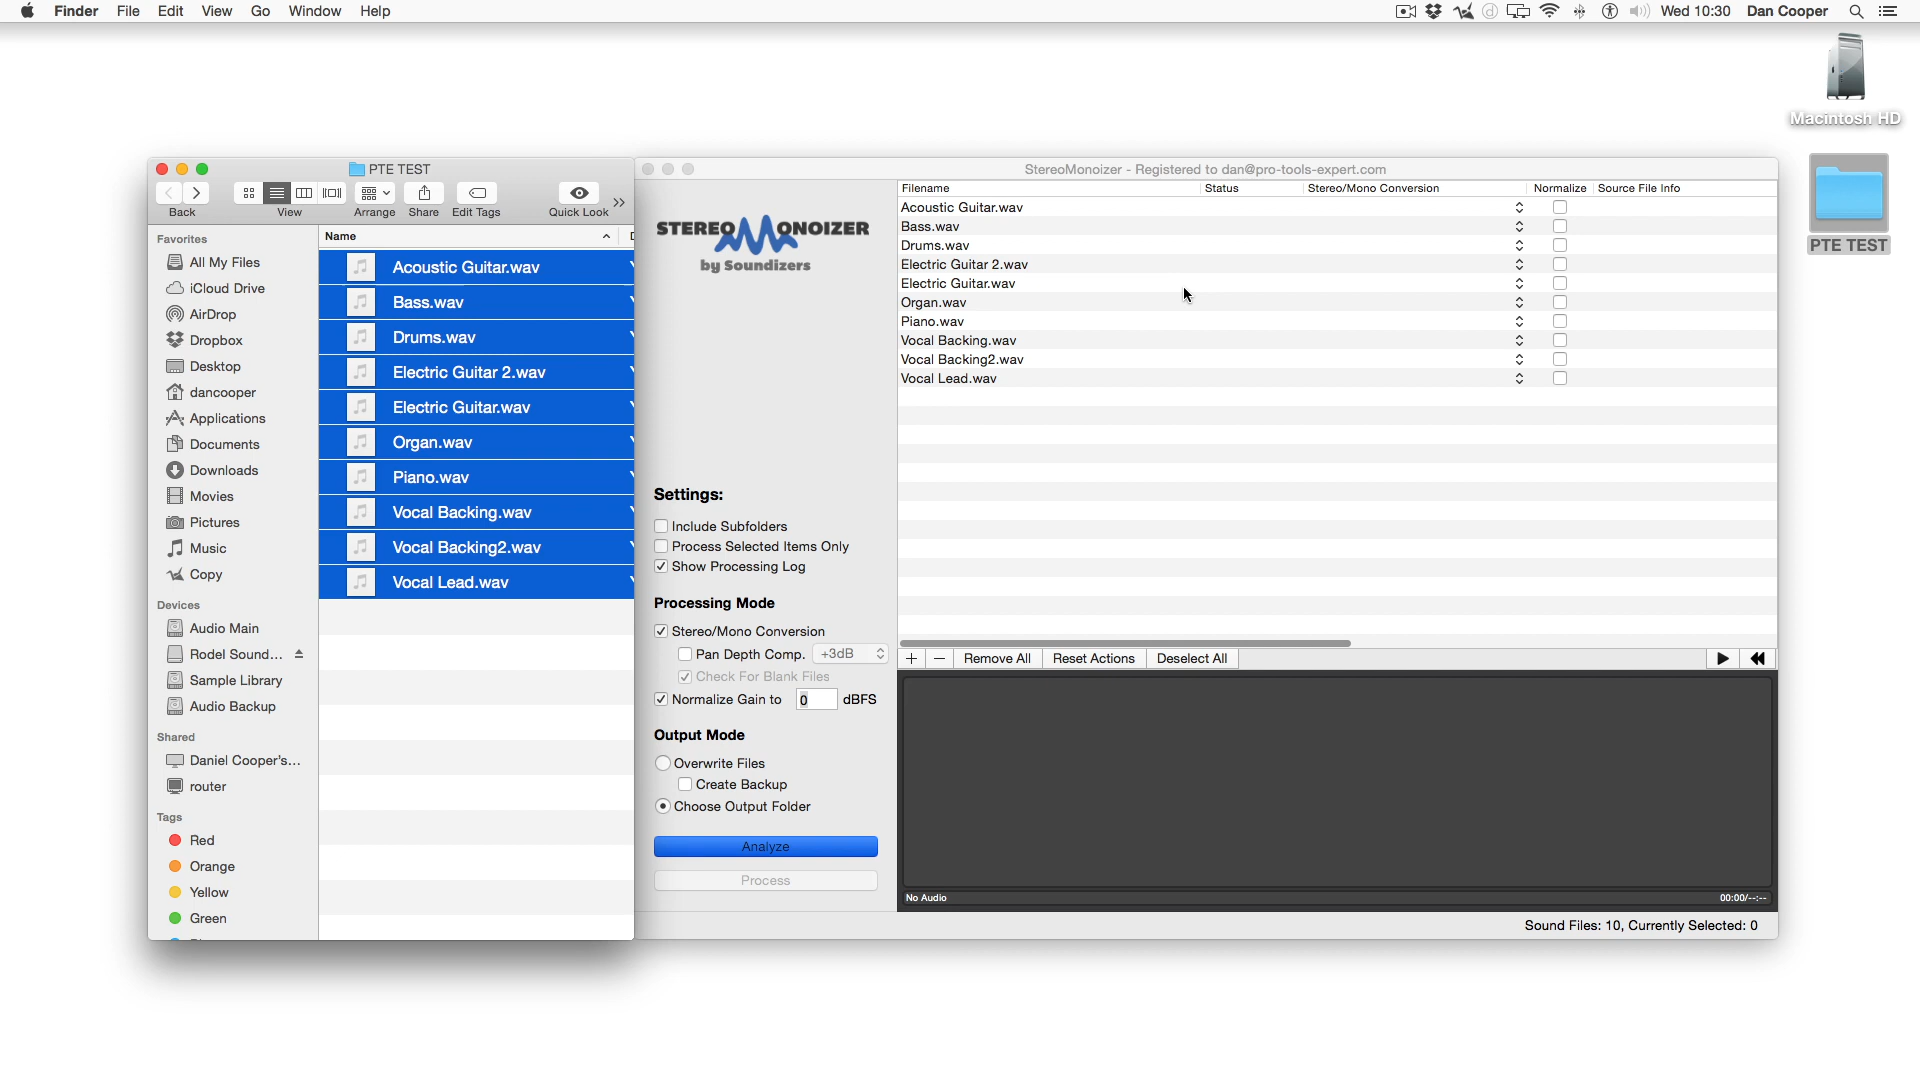 Finder File Edit View Go Window Help
Wed 10:30 Dan Cooper
Macintosh HD
PTE TEST
PTE TEST
Back View Arrange Share Edit Tags Quick Look
Favorites
All My Files
iCloud Drive
AirDrop
Dropbox
Desktop
dancooper
Applications
Documents
Downloads
Movies
Pictures
Music
Copy
Devices
Audio Main
Rodel Sound...
Sample Library
Audio Backup
Shared
Daniel Cooper's...
router
Tags
Red
Orange
Yellow
Green
Name
Acoustic Guitar.wav
Bass.wav
Drums.wav
Electric Guitar 2.wav
Electric Guitar.wav
Organ.wav
Piano.wav
Vocal Backing.wav
Vocal Backing2.wav
Vocal Lead.wav
StereoMonoizer - Registered to dan@pro-tools-expert.com
STEREOMONOIZER
by Soundizers
Settings:
Include Subfolders
Process Selected Items Only
Show Processing Log
Processing Mode
Stereo/Mono Conversion
Pan Depth Comp. +3dB
Check For Blank Files
Normalize Gain to 0 dBFS
Output Mode
Overwrite Files
Create Backup
Choose Output Folder
Analyze
Process
Filename Status Stereo/Mono Conversion Normalize Source File Info
Acoustic Guitar.wav
Bass.wav
Drums.wav
Electric Guitar 2.wav
Electric Guitar.wav
Organ.wav
Piano.wav
Vocal Backing.wav
Vocal Backing2.wav
Vocal Lead.wav
+ − Remove All Reset Actions Deselect All
No Audio 00:00/--:--
Sound Files: 10, Currently Selected: 0